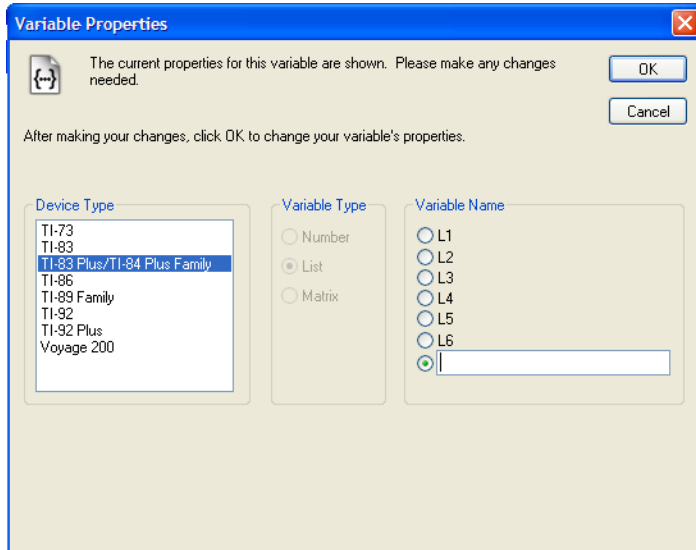 Variable Properties
The current properties for this variable are shown. Please make any changes
needed.
OK
Cancel
After making your changes, click OK to change your variable's properties.
Device Type
TI-73
TI-83
TI-83 Plus/TI-84 Plus Family
TI-86
TI-89 Family
TI-92
TI-92 Plus
Voyage 200
Variable Type
Number
List
Matrix
Variable Name
L1
L2
L3
L4
L5
L6